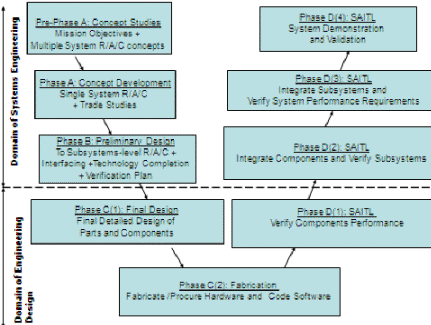 Domain of Systems Engineering
Pre-Phase A: Concept Studies
Mission Objectives +
Multiple System R/A/C concepts
Phase A: Concept Development
Single System R/A/C
+ Trade Studies
Phase B: Preliminary Design
To Subsystems-level R/A/C +
Interfacing +Technology Completion
+Verification Plan
Phase D(4): SAITL
System Demonstration
and Validation
Phase D(3): SAITL
Integrate Subsystems and
Verify System Performance Requirements
Phase D(2): SAITL
Integrate Components and Verify Subsystems
Domain of Engineering
Design
Phase C(1): Final Design
Final Detailed Design of
Parts and Components
Phase D(1): SAITL
Verify Components Performance
Phase C(2): Fabrication
Fabricate /Procure Hardware and Code Software